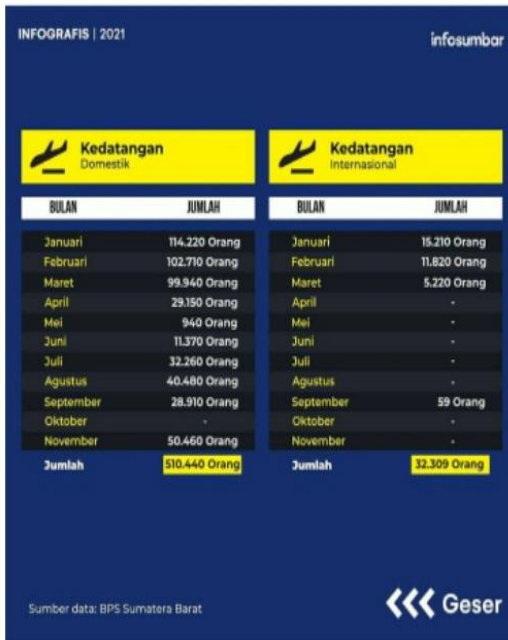 INFOGRAFIS | 2021
infosumbar
Kedatangan
Domestik
BULAN JUMLAH
Januari 114.220 Orang
Februari 102.710 Orang
Maret 99.940 Orang
April 29.150 Orang
Mei 940 Orang
Juni 11.370 Orang
Juli 32.260 Orang
Agustus 40.480 Orang
September 28.910 Orang
Oktober -
November 50.460 Orang
Jumlah 510.440 Orang
Kedatangan
Internasional
BULAN JUMLAH
Januari 15.210 Orang
Februari 11.820 Orang
Maret 5.220 Orang
April -
Mei -
Juni -
Juli -
Agustus -
September 59 Orang
Oktober -
November -
Jumlah 32.309 Orang
Sumber data: BPS Sumatera Barat
Geser